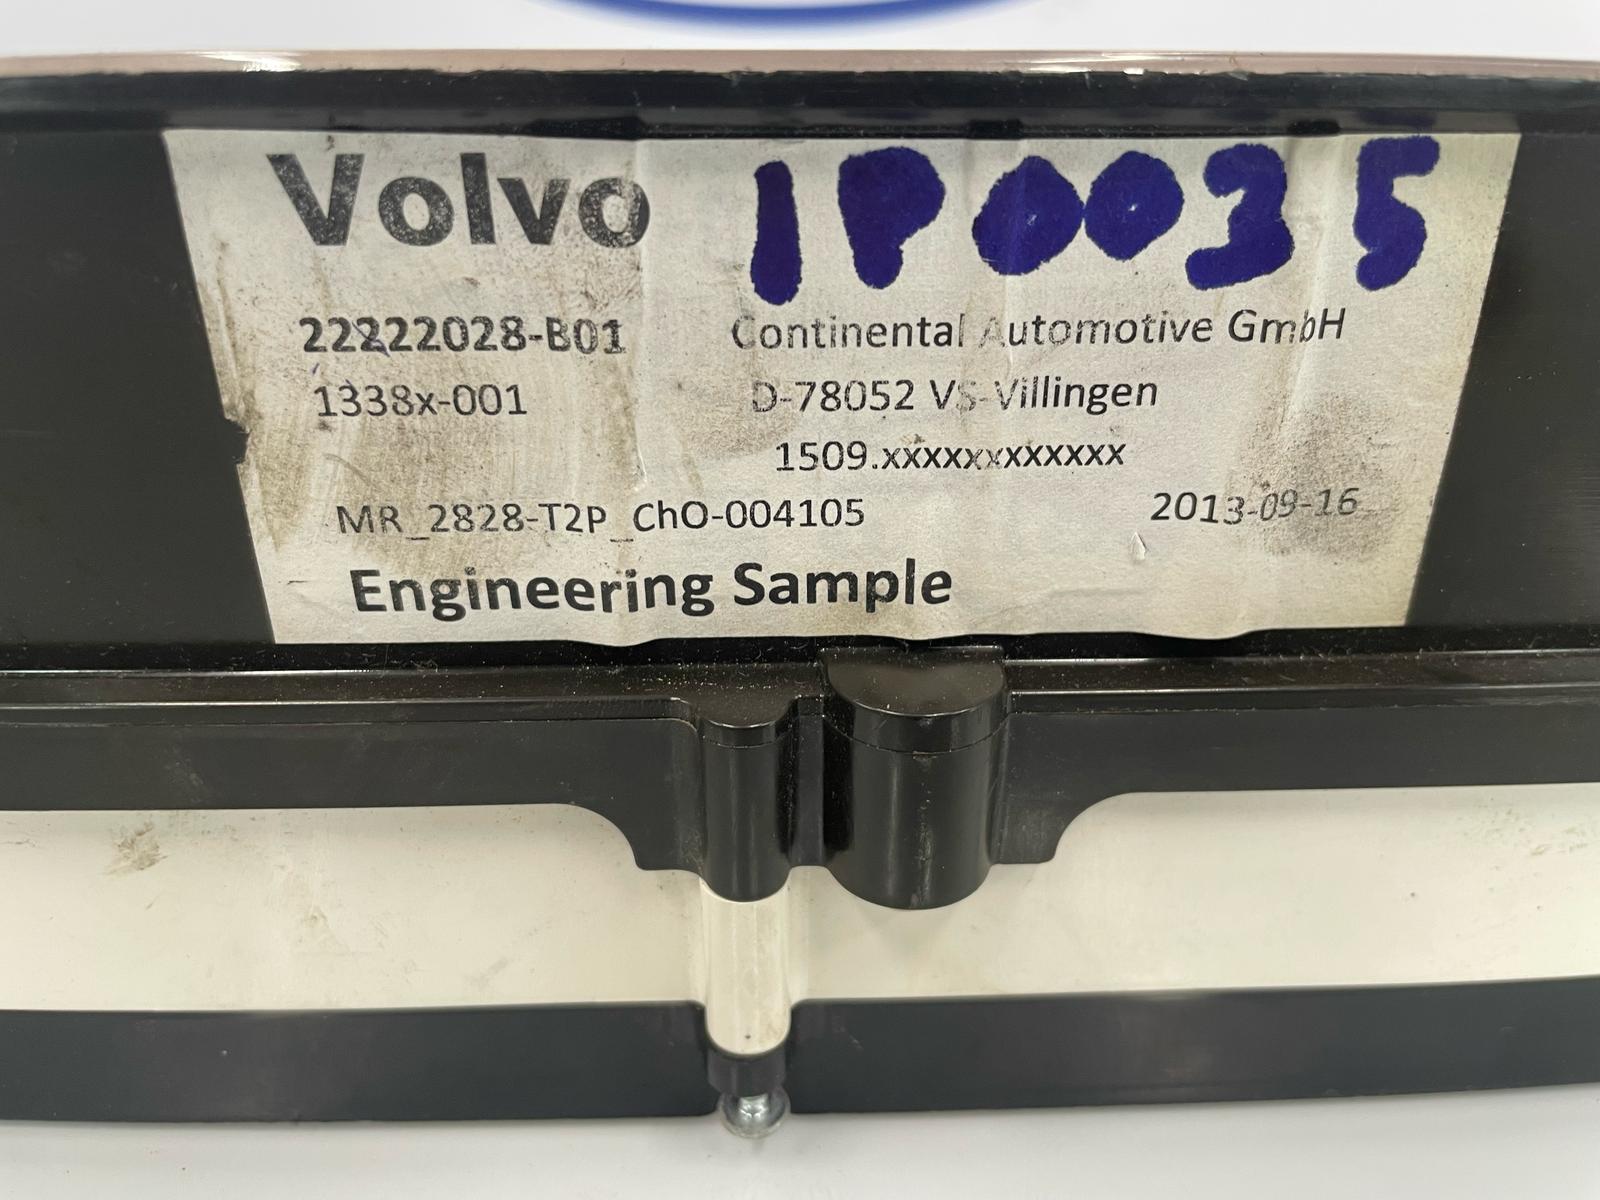 Volvo
1P0035
22222028-B01
Continental Automotive GmbH
1338x-001
D-78052 VS-Villingen
1509.xxxxxxxxxxxxx
MR_2828-T2P_ChO-004105
2013-09-16
Engineering Sample